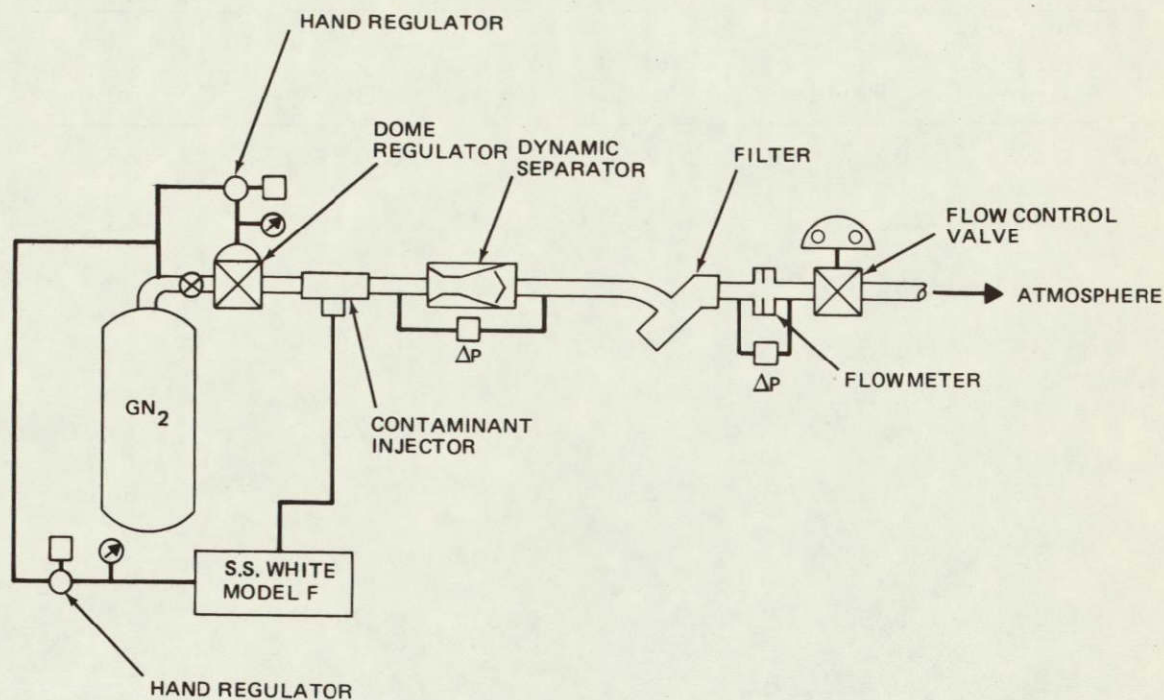 HAND REGULATOR
DOME
REGULATOR
DYNAMIC
SEPARATOR
FILTER
FLOW CONTROL
VALVE
ATMOSPHERE
ΔP
ΔP
FLOWMETER
GN2
CONTAMINANT
INJECTOR
S.S. WHITE
MODEL F
HAND REGULATOR